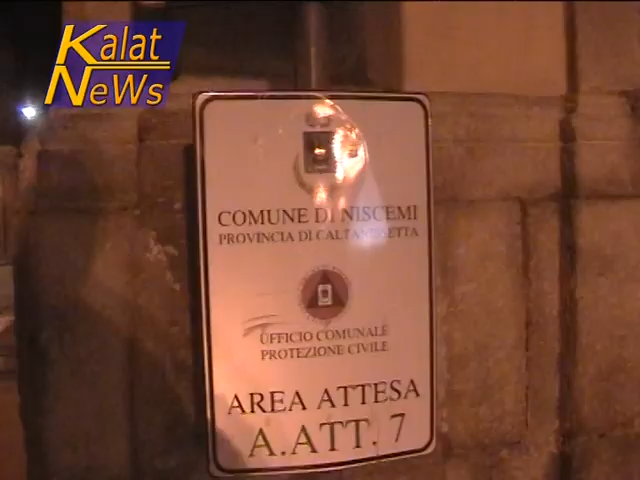 Kalat
NeWs
COMUNE DI NISCEMI
PROVINCIA DI CALTANISSETTA
UFFICIO COMUNALE
PROTEZIONE CIVILE
AREA ATTESA
A.ATT. 7